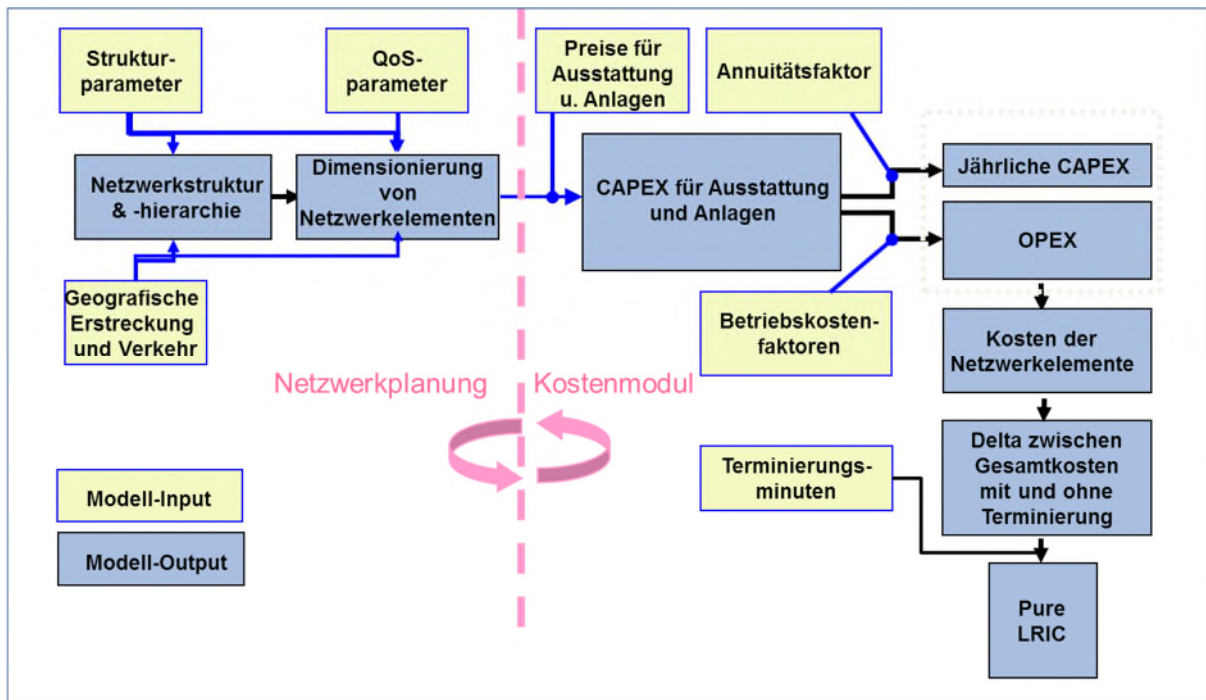 Struktur-
parameter
QoS-
parameter
Preise für
Ausstattung
u. Anlagen
Annuitätsfaktor
Netzwerkstruktur
& -hierarchie
Dimensionierung
von
Netzwerkelementen
CAPEX für Ausstattung
und Anlagen
Jährliche CAPEX
OPEX
Geografische
Erstreckung
und Verkehr
Betriebskosten-
faktoren
Kosten der
Netzwerkelemente
Netzwerkplanung
Kostenmodul
Terminierungs-
minuten
Delta zwischen
Gesamtkosten
mit und ohne
Terminierung
Modell-Input
Modell-Output
Pure
LRIC